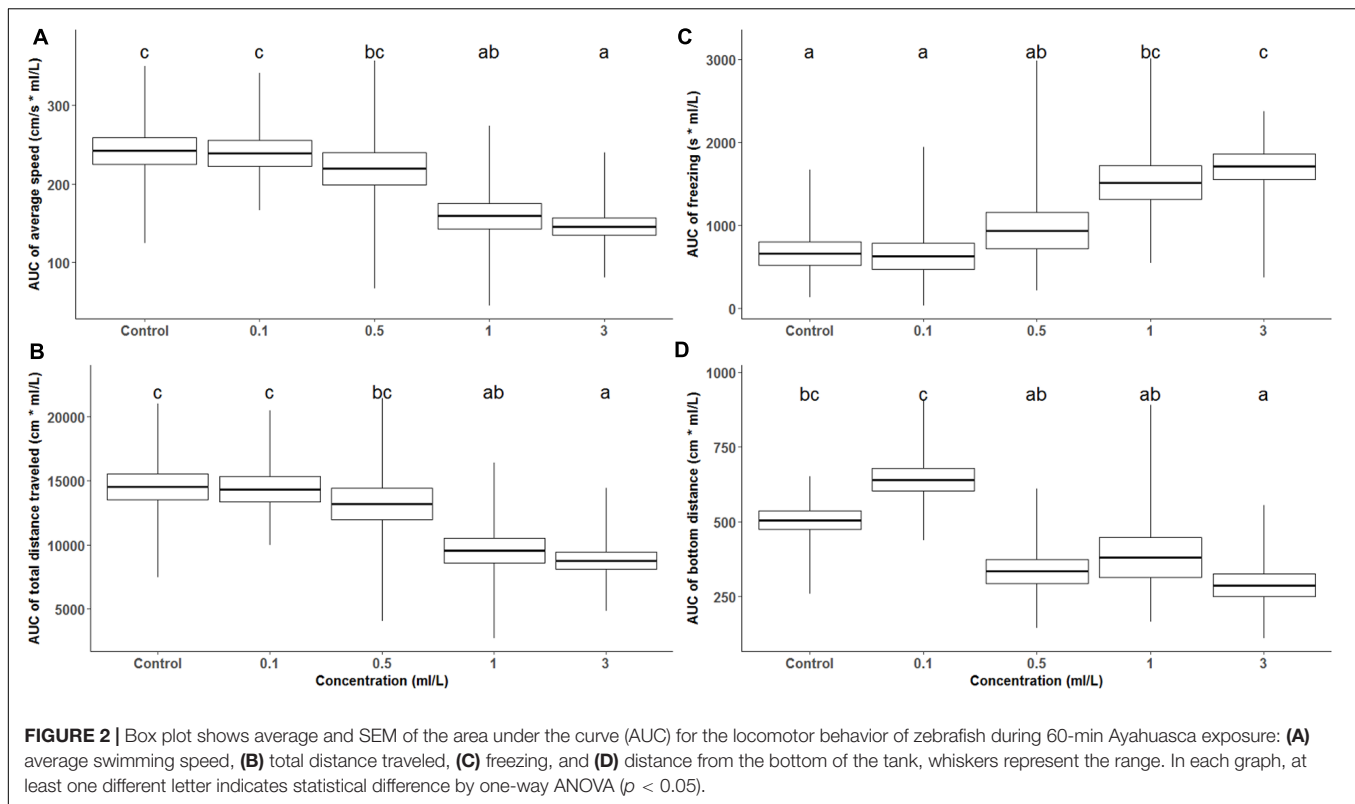 A
c c bc ab a
AUC of average speed (cm/s * ml/L)
300
200
100
Control 0.1 0.5 1 3
B
c c bc ab a
AUC of total distance traveled (cm * ml/L)
20000
15000
10000
5000
Control 0.1 0.5 1 3
Concentration (ml/L)
C
a a ab bc c
AUC of freezing (s * ml/L)
3000
2000
1000
0
Control 0.1 0.5 1 3
D
bc c ab ab a
AUC of bottom distance (cm * ml/L)
1000
750
500
250
Control 0.1 0.5 1 3
Concentration (ml/L)
FIGURE 2 | Box plot shows average and SEM of the area under the curve (AUC) for the locomotor behavior of zebrafish during 60-min Ayahuasca exposure: (A)
average swimming speed, (B) total distance traveled, (C) freezing, and (D) distance from the bottom of the tank, whiskers represent the range. In each graph, at
least one different letter indicates statistical difference by one-way ANOVA (p < 0.05).